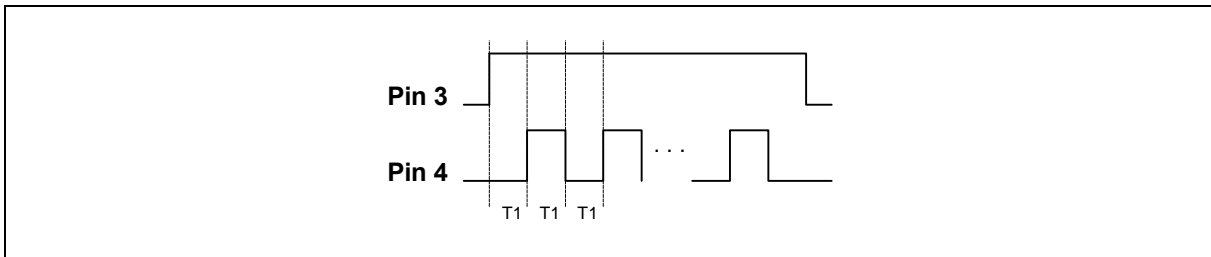 Pin 3
. . .
Pin 4
T1 T1 T1